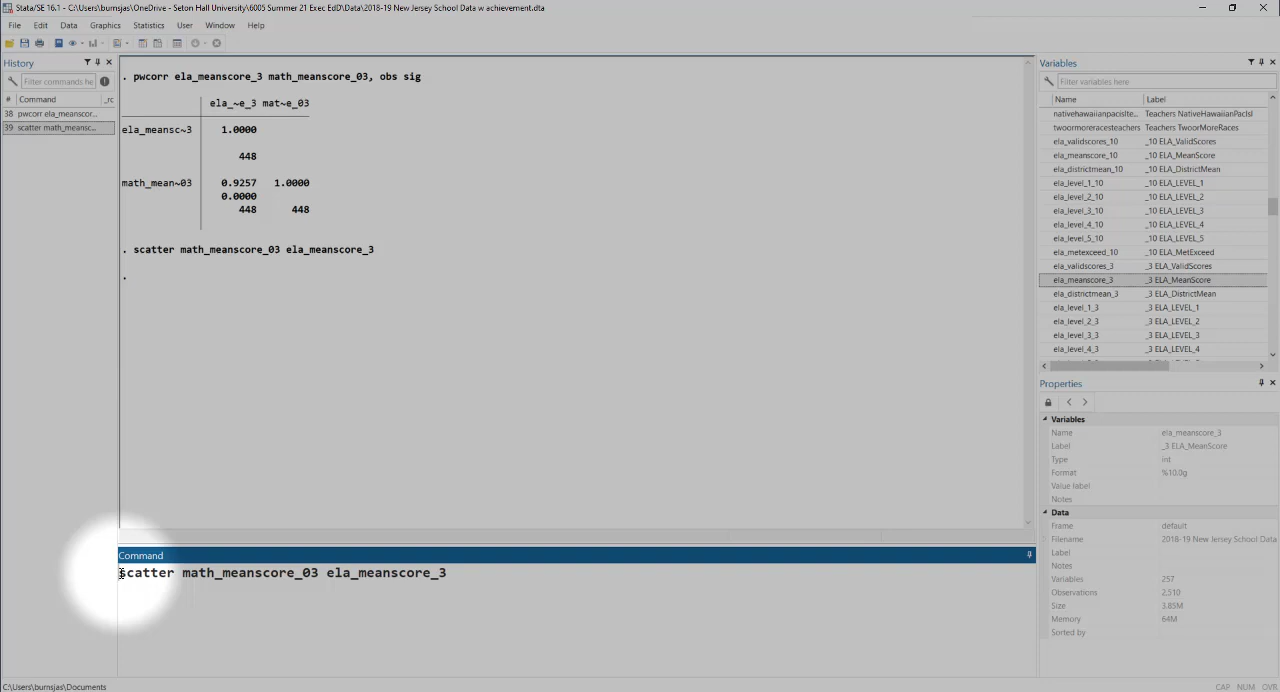 Stata/SE 16.1 - C:\Users\burnsjas\OneDrive - Seton Hall University\6005 Summer 21 Exec EdD\Data\2018-19 New Jersey School Data w achievement.dta
File Edit Data Graphics Statistics User Window Help
History
Filter commands he
# Command _rc
38 pwcorr ela_meanscor...
39 scatter math_meansc...
. pwcorr ela_meanscore_3 math_meanscore_03, obs sig
ela_~e_3 mat~e_03
ela_meansc~3 1.0000
448
math_mean~03 0.9257 1.0000
0.0000
448 448
. scatter math_meanscore_03 ela_meanscore_3
.
Command
scatter math_meanscore_03 ela_meanscore_3
Variables
Filter variables here
Name Label
nativehawaiianpacislte... Teachers NativeHawaiianPacIsl
twoormoreracesteachers Teachers TwoorMoreRaces
ela_validscores_10 _10 ELA_ValidScores
ela_meanscore_10 _10 ELA_MeanScore
ela_districtmean_10 _10 ELA_DistrictMean
ela_level_1_10 _10 ELA_LEVEL_1
ela_level_2_10 _10 ELA_LEVEL_2
ela_level_3_10 _10 ELA_LEVEL_3
ela_level_4_10 _10 ELA_LEVEL_4
ela_level_5_10 _10 ELA_LEVEL_5
ela_metexceed_10 _10 ELA_MetExceed
ela_validscores_3 _3 ELA_ValidScores
ela_meanscore_3 _3 ELA_MeanScore
ela_districtmean_3 _3 ELA_DistrictMean
ela_level_1_3 _3 ELA_LEVEL_1
ela_level_2_3 _3 ELA_LEVEL_2
ela_level_3_3 _3 ELA_LEVEL_3
ela_level_4_3 _3 ELA_LEVEL_4
Properties
Variables
Name ela_meanscore_3
Label _3 ELA_MeanScore
Type int
Format %10.0g
Value label
Notes
Data
Frame default
Filename 2018-19 New Jersey School Data
Label
Notes
Variables 257
Observations 2,510
Size 3.85M
Memory 64M
Sorted by
C:\Users\burnsjas\Documents
CAP NUM OVR